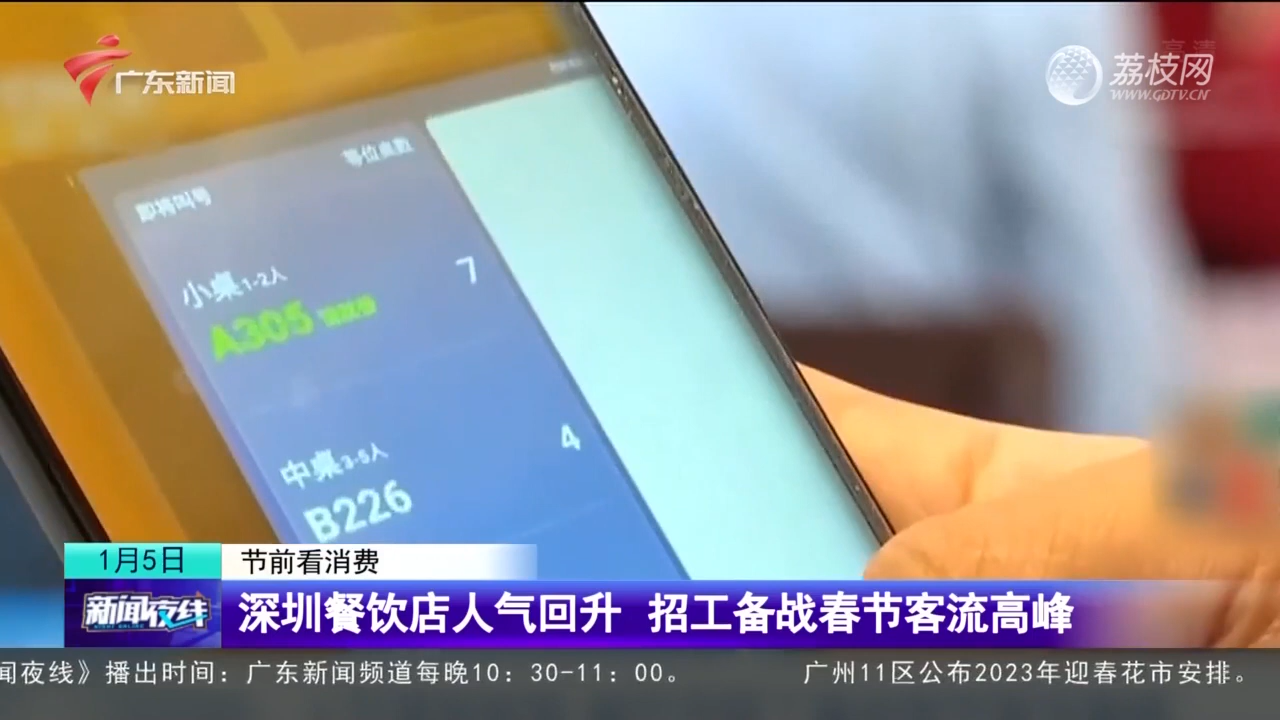 广东新闻
高清
荔枝网
WWW.GDTV.CN
等位桌数
即将叫号
小桌1-2人
7
A305
中桌3-5人
4
B226
1月5日
节前看消费
新闻夜线
深圳餐饮店人气回升 招工备战春节客流高峰
闻夜线》播出时间：广东新闻频道每晚10：30-11：00。
广州11区公布2023年迎春花市安排。